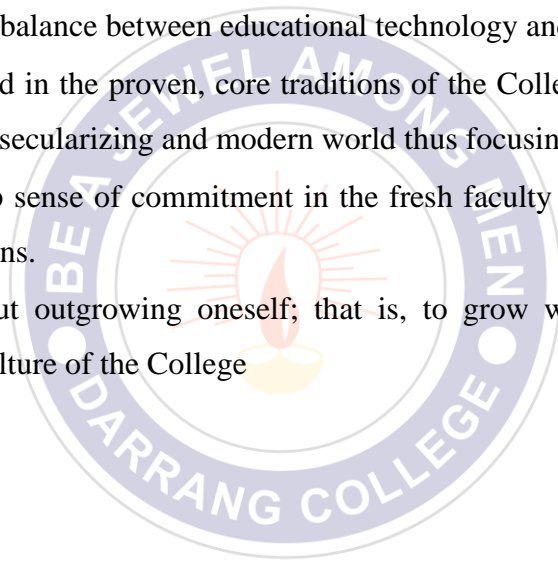 balance between educational technology and
d in the proven, core traditions of the Colle
secularizing and modern world thus focusin
o sense of commitment in the fresh faculty
ns.
ut outgrowing oneself; that is, to grow w
lture of the College
BE A JEWEL AMONG MEN
DARRANG COLLEGE